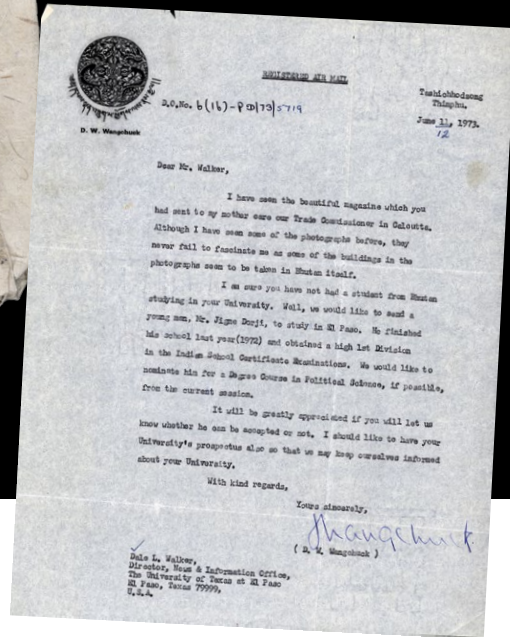 REGISTERED AIR MAIL
D.O.No. 6(16)-PD/73/5719
Tashichhodzong
Thimphu.
June 11, 1973.
12
D. W. Wangchuck
Dear Mr. Walker,
I have seen the beautiful magazine which you
had sent to my mother care our Trade Commissioner in Calcutta.
Although I have seen some of the photographs before, they
never fail to fascinate me as some of the buildings in the
photographs seem to be taken in Bhutan itself.
I am sure you have not had a student from Bhutan
studying in your University. Well, we would like to send a
young man, Mr. Jigme Dorji, to study in El Paso. He finished
his school last year(1972) and obtained a high 1st Division
in the Indian School Certificate Examinations. We would like to
nominate him for a Degree Course in Political Science, if possible,
from the current session.
It will be greatly appreciated if you will let us
know whether he can be accepted or not. I should like to have your
University's prospectus also so that we may keep ourselves informed
about your University.
With kind regards,
Yours sincerely,
Wangchuck
( D. W. Wangchuck )
Dale L. Walker,
Director, News & Information Office,
The University of Texas at El Paso
El Paso, Texas 79999,
U.S.A.